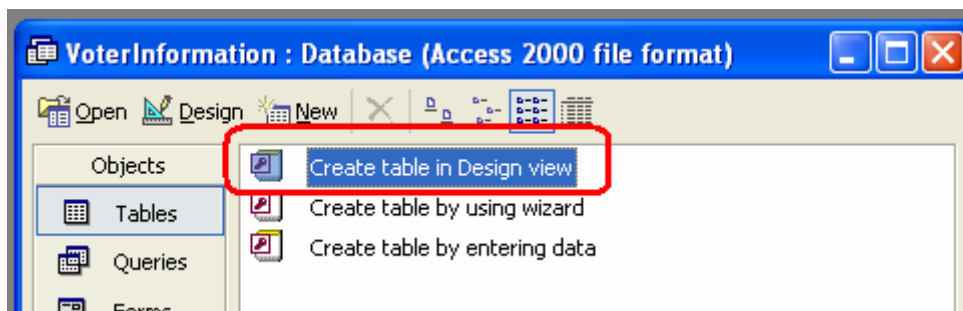 VoterInformation : Database (Access 2000 file format)
Open Design New
Objects
Create table in Design view
Tables
Create table by using wizard
Queries
Create table by entering data
Forms